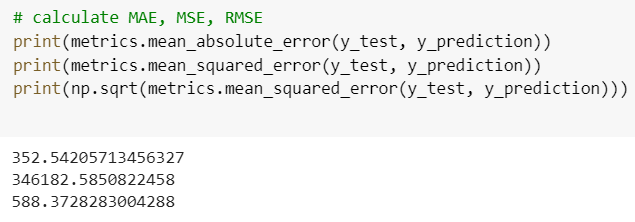 # calculate MAE, MSE, RMSE
print(metrics.mean_absolute_error(y_test, y_prediction))
print(metrics.mean_squared_error(y_test, y_prediction))
print(np.sqrt(metrics.mean_squared_error(y_test, y_prediction)))
352.54205713456327
346182.5850822458
588.3728283004288